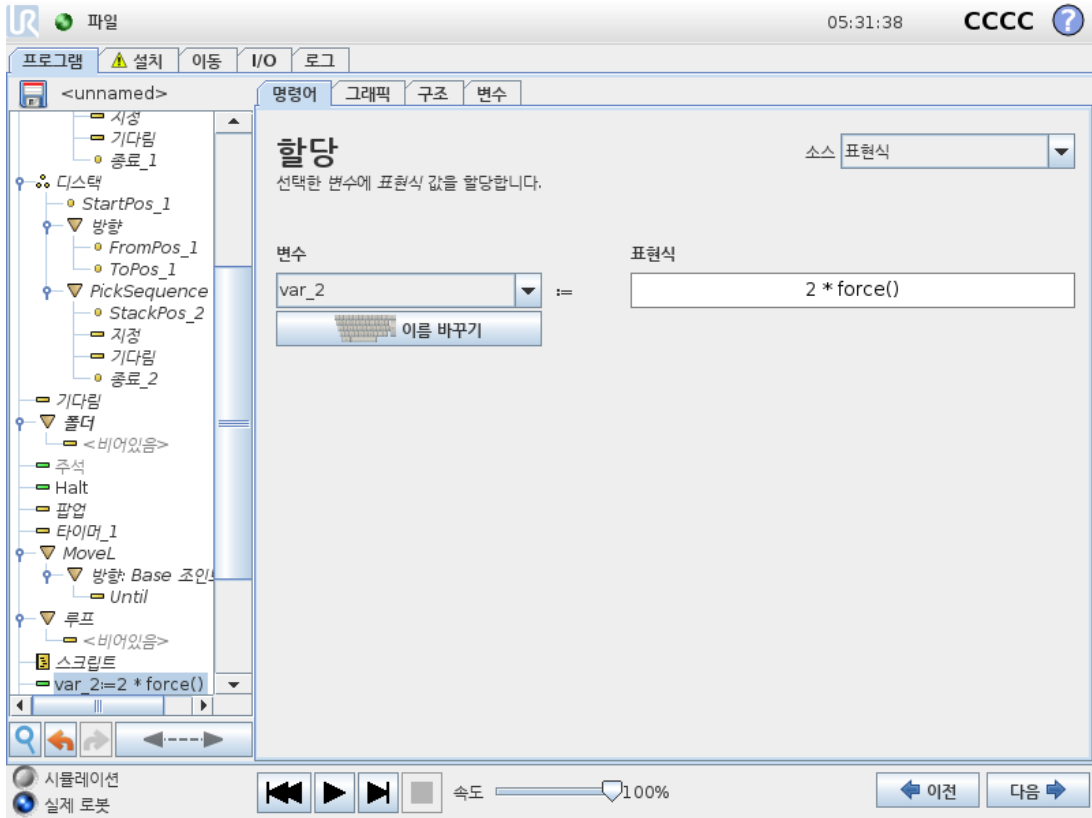 UR 파일 05:31:38 CCCC ?
프로그램 설치 이동 I/O 로그
<unnamed>
명령어 그래픽 구조 변수
지정
기다림
종료_1
디스택
StartPos_1
방향
FromPos_1
ToPos_1
PickSequence
StackPos_2
지정
기다림
종료_2
기다림
폴더
<비어있음>
주석
Halt
팝업
타이머_1
MoveL
방향: Base
Until
루프
<비어있음>
스크립트
var_2:=2 * force()
할당
소스 표현식
선택한 변수에 표현식 값을 할당합니다.
변수 표현식
var_2 := 2 * force()
이름 바꾸기
시뮬레이션
실제 로봇
속도 100%
이전 다음